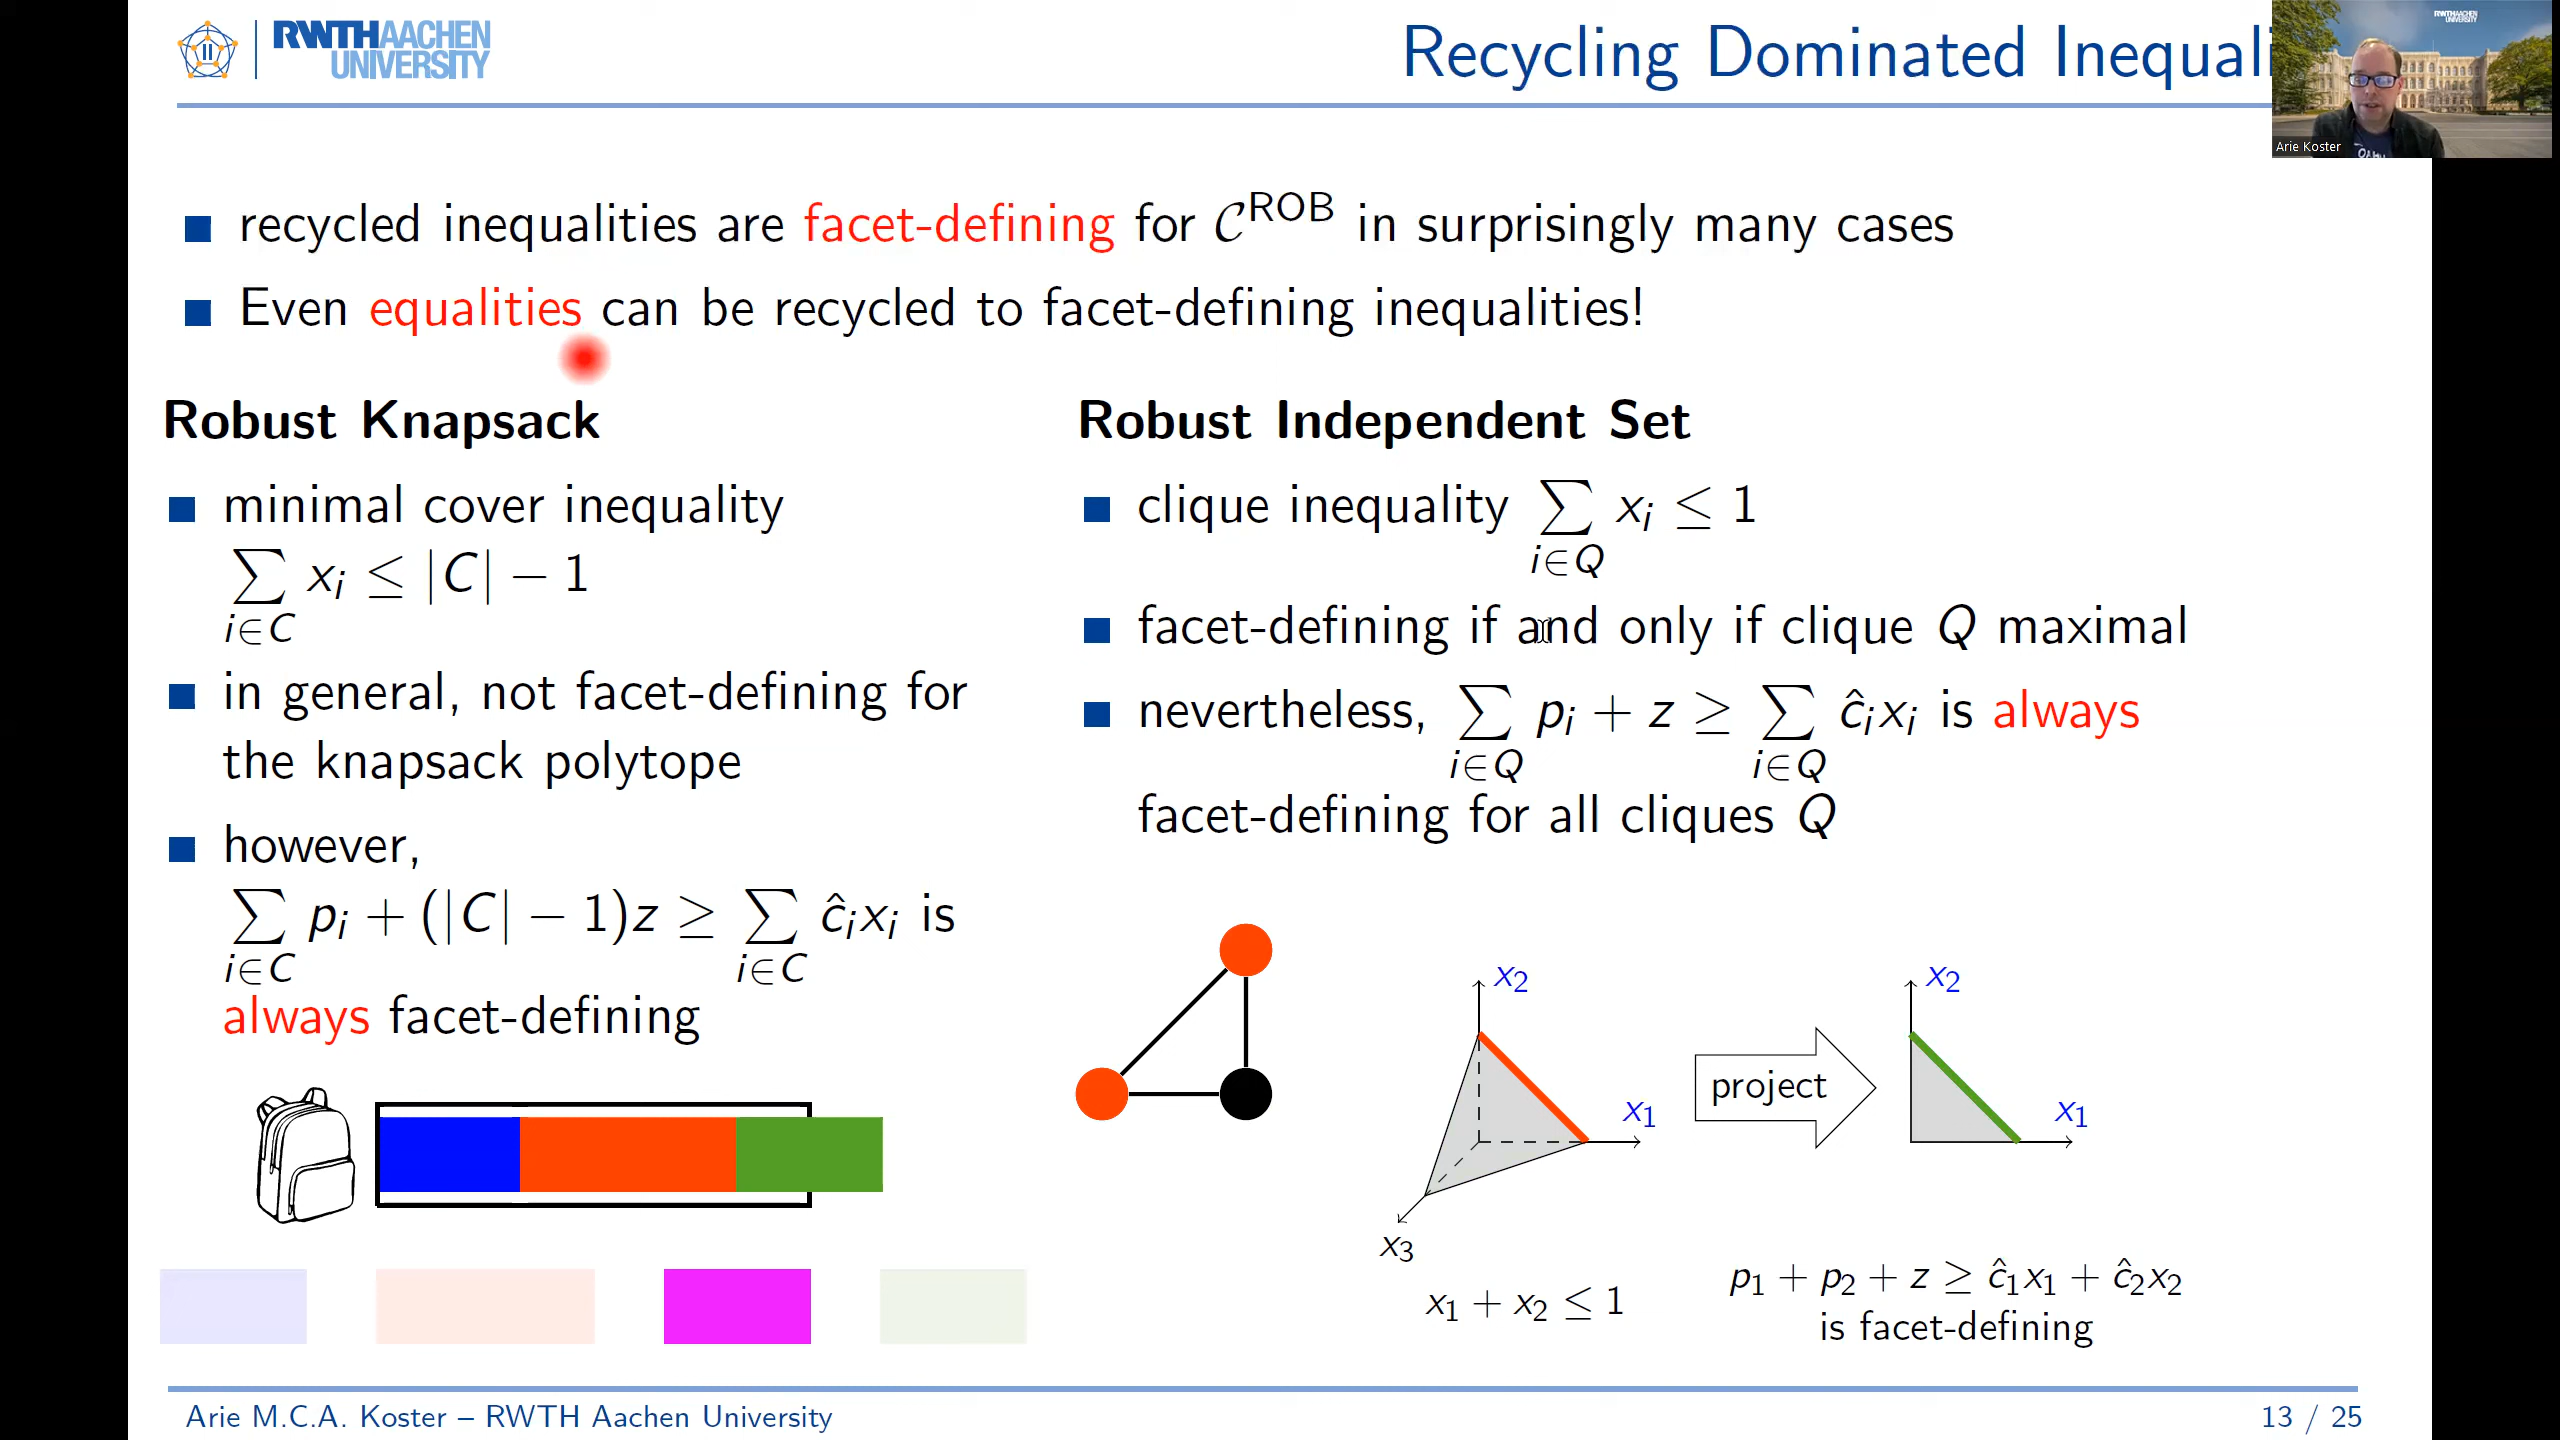 RWTHAACHEN
UNIVERSITY
Recycling Dominated Inequali
RWTHAACHEN
UNIVERSITY
Arie Koster
recycled inequalities are facet-defining for C^ROB in surprisingly many cases
Even equalities can be recycled to facet-defining inequalities!
Robust Knapsack
minimal cover inequality
∑_{i∈C} x_i ≤ |C| − 1
in general, not facet-defining for
the knapsack polytope
however,
∑_{i∈C} p_i + (|C| − 1)z ≥ ∑_{i∈C} ĉ_i x_i is
always facet-defining
Robust Independent Set
clique inequality ∑_{i∈Q} x_i ≤ 1
facet-defining if and only if clique Q maximal
nevertheless, ∑_{i∈Q} p_i + z ≥ ∑_{i∈Q} ĉ_i x_i is always
facet-defining for all cliques Q
x_2
x_1
x_3
x_1 + x_2 ≤ 1
project
x_2
x_1
p_1 + p_2 + z ≥ ĉ_1 x_1 + ĉ_2 x_2
is facet-defining
Arie M.C.A. Koster – RWTH Aachen University
13 / 25